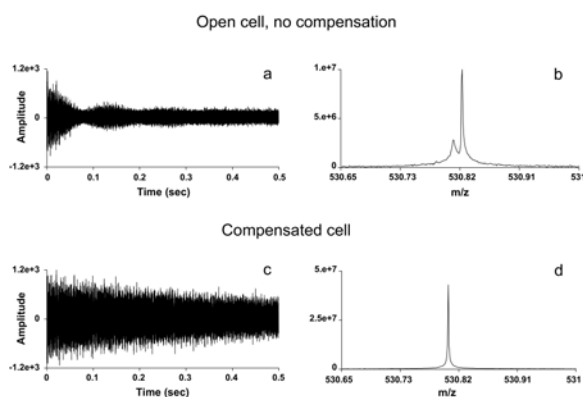 Open cell, no compensation
a
1.2e+3
0
-1.2e+3
Amplitude
0 0.1 0.2 0.3 0.4 0.5
Time (sec)
b
1.e+7
5.e+6
0
530.65 530.73 530.82 530.91 531
m/z
Compensated cell
c
1.2e+3
0
-1.2e+3
Amplitude
0 0.1 0.2 0.3 0.4 0.5
Time (sec)
d
5.e+7
2.5e+7
0
530.65 530.73 530.82 530.91 531
m/z